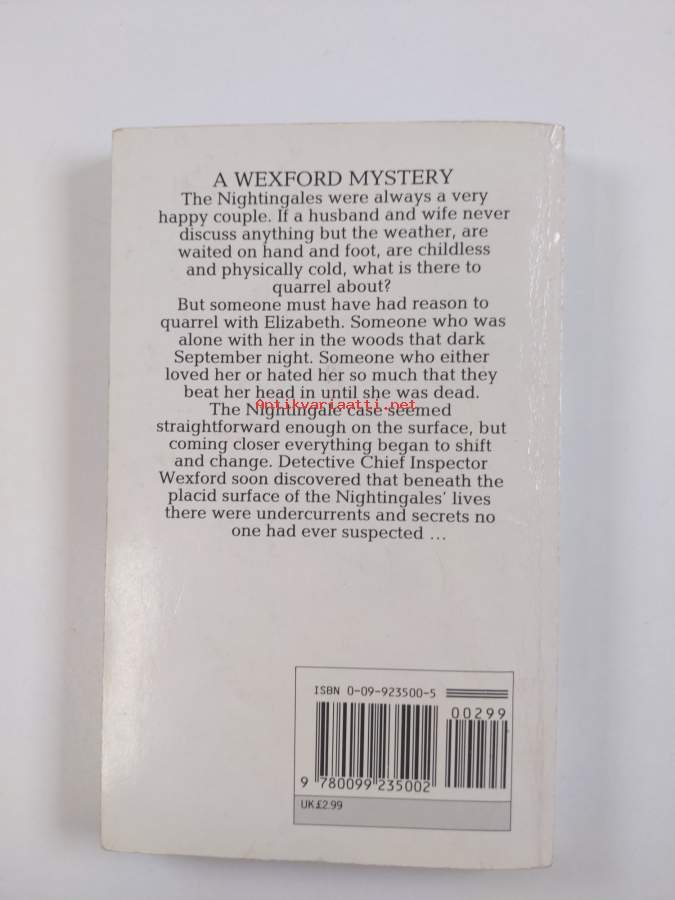 A WEXFORD MYSTERY
The Nightingales were always a very
happy couple. If a husband and wife never
discuss anything but the weather, are
waited on hand and foot, are childless
and physically cold, what is there to
quarrel about?
But someone must have had reason to
quarrel with Elizabeth. Someone who was
alone with her in the woods that dark
September night. Someone who either
loved her or hated her so much that they
beat her head in until she was dead.
Antikvariaatti.net
The Nightingale case seemed
straightforward enough on the surface, but
coming closer everything began to shift
and change. Detective Chief Inspector
Wexford soon discovered that beneath the
placid surface of the Nightingales' lives
there were undercurrents and secrets no
one had ever suspected ...
ISBN 0-09-923500-5
00299
9 780099 235002
UK £2.99